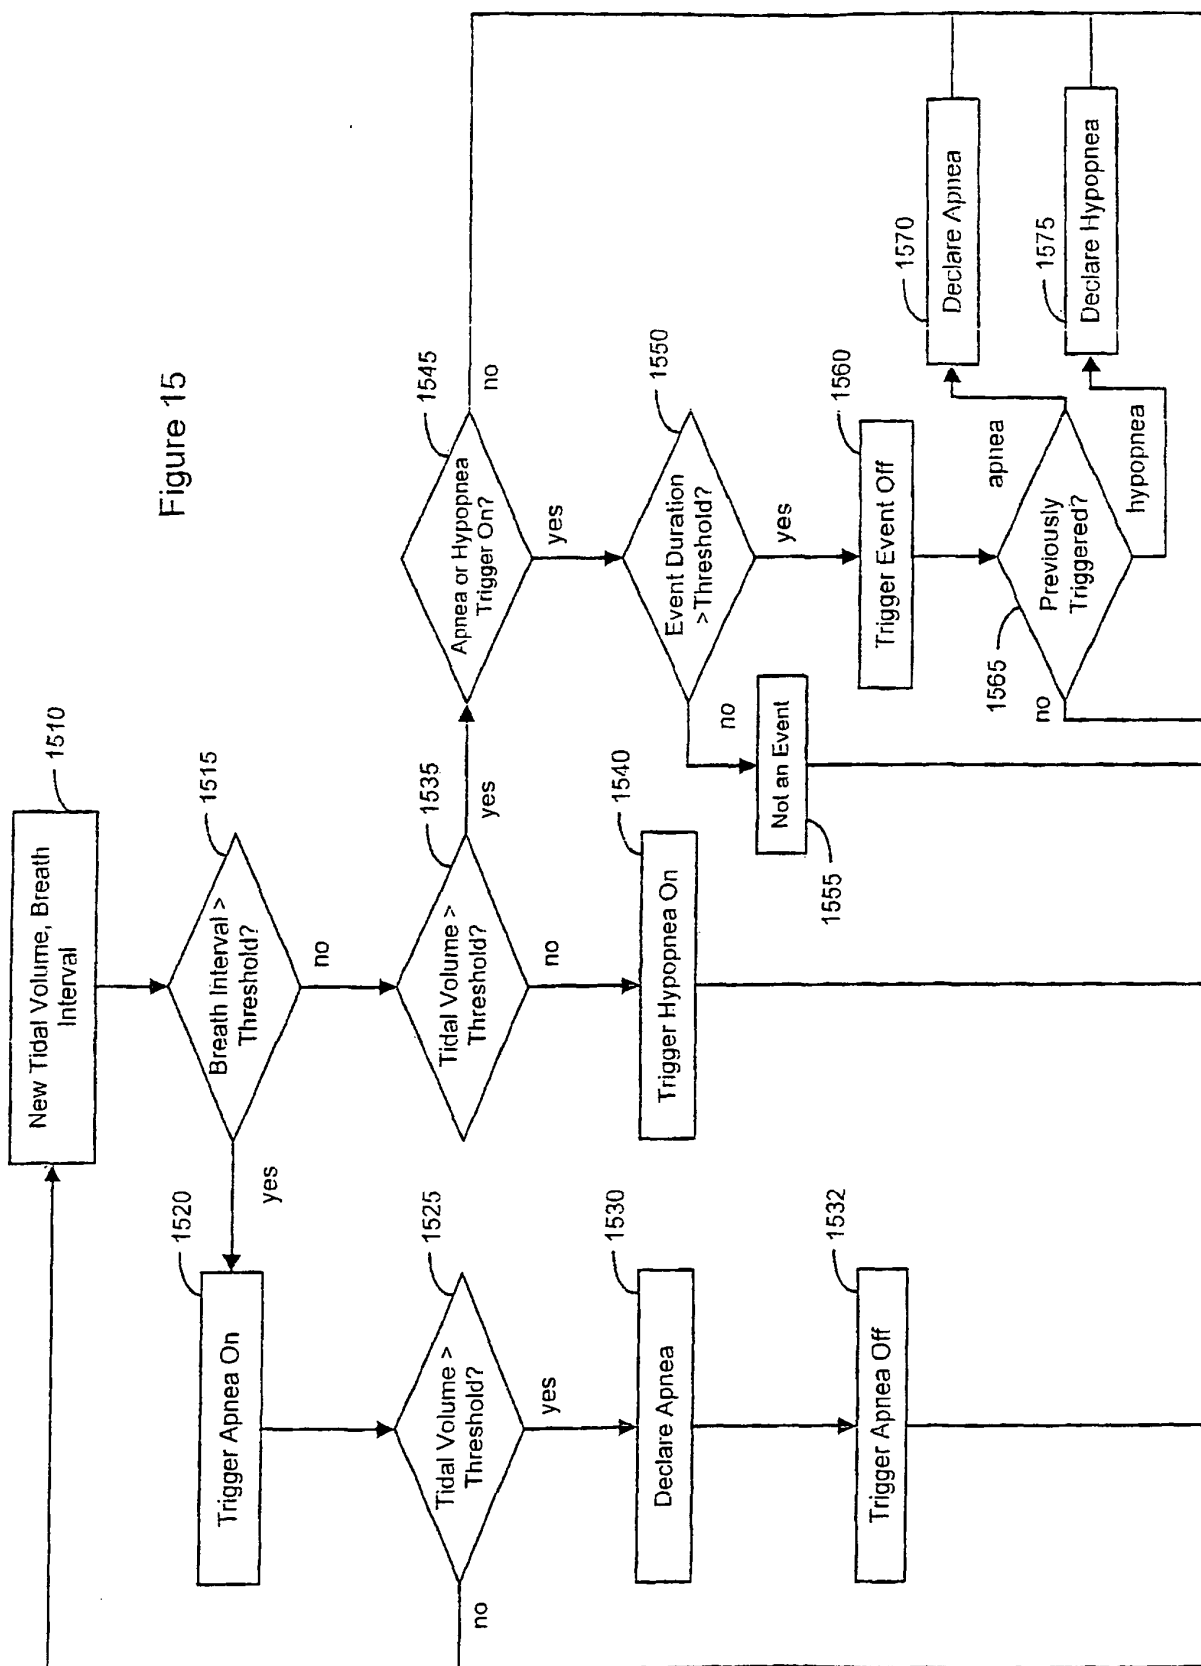 Figure 15
1510
New Tidal Volume, Breath
Interval
1515
Breath Interval >
Threshold?
yes
no
1520
Trigger Apnea On
1525
Tidal Volume >
Threshold?
no
yes
1530
Declare Apnea
1532
Trigger Apnea Off
1535
Tidal Volume >
Threshold?
yes
no
1540
Trigger Hypopnea On
1545
Apnea or Hypopnea
Trigger On?
no
yes
1550
Event Duration
>Threshold?
no
yes
Not an Event
1555
1560
Trigger Event Off
1565
Previously
Triggered?
no
apnea
hypopnea
1570
Declare Apnea
1575
Declare Hypopnea